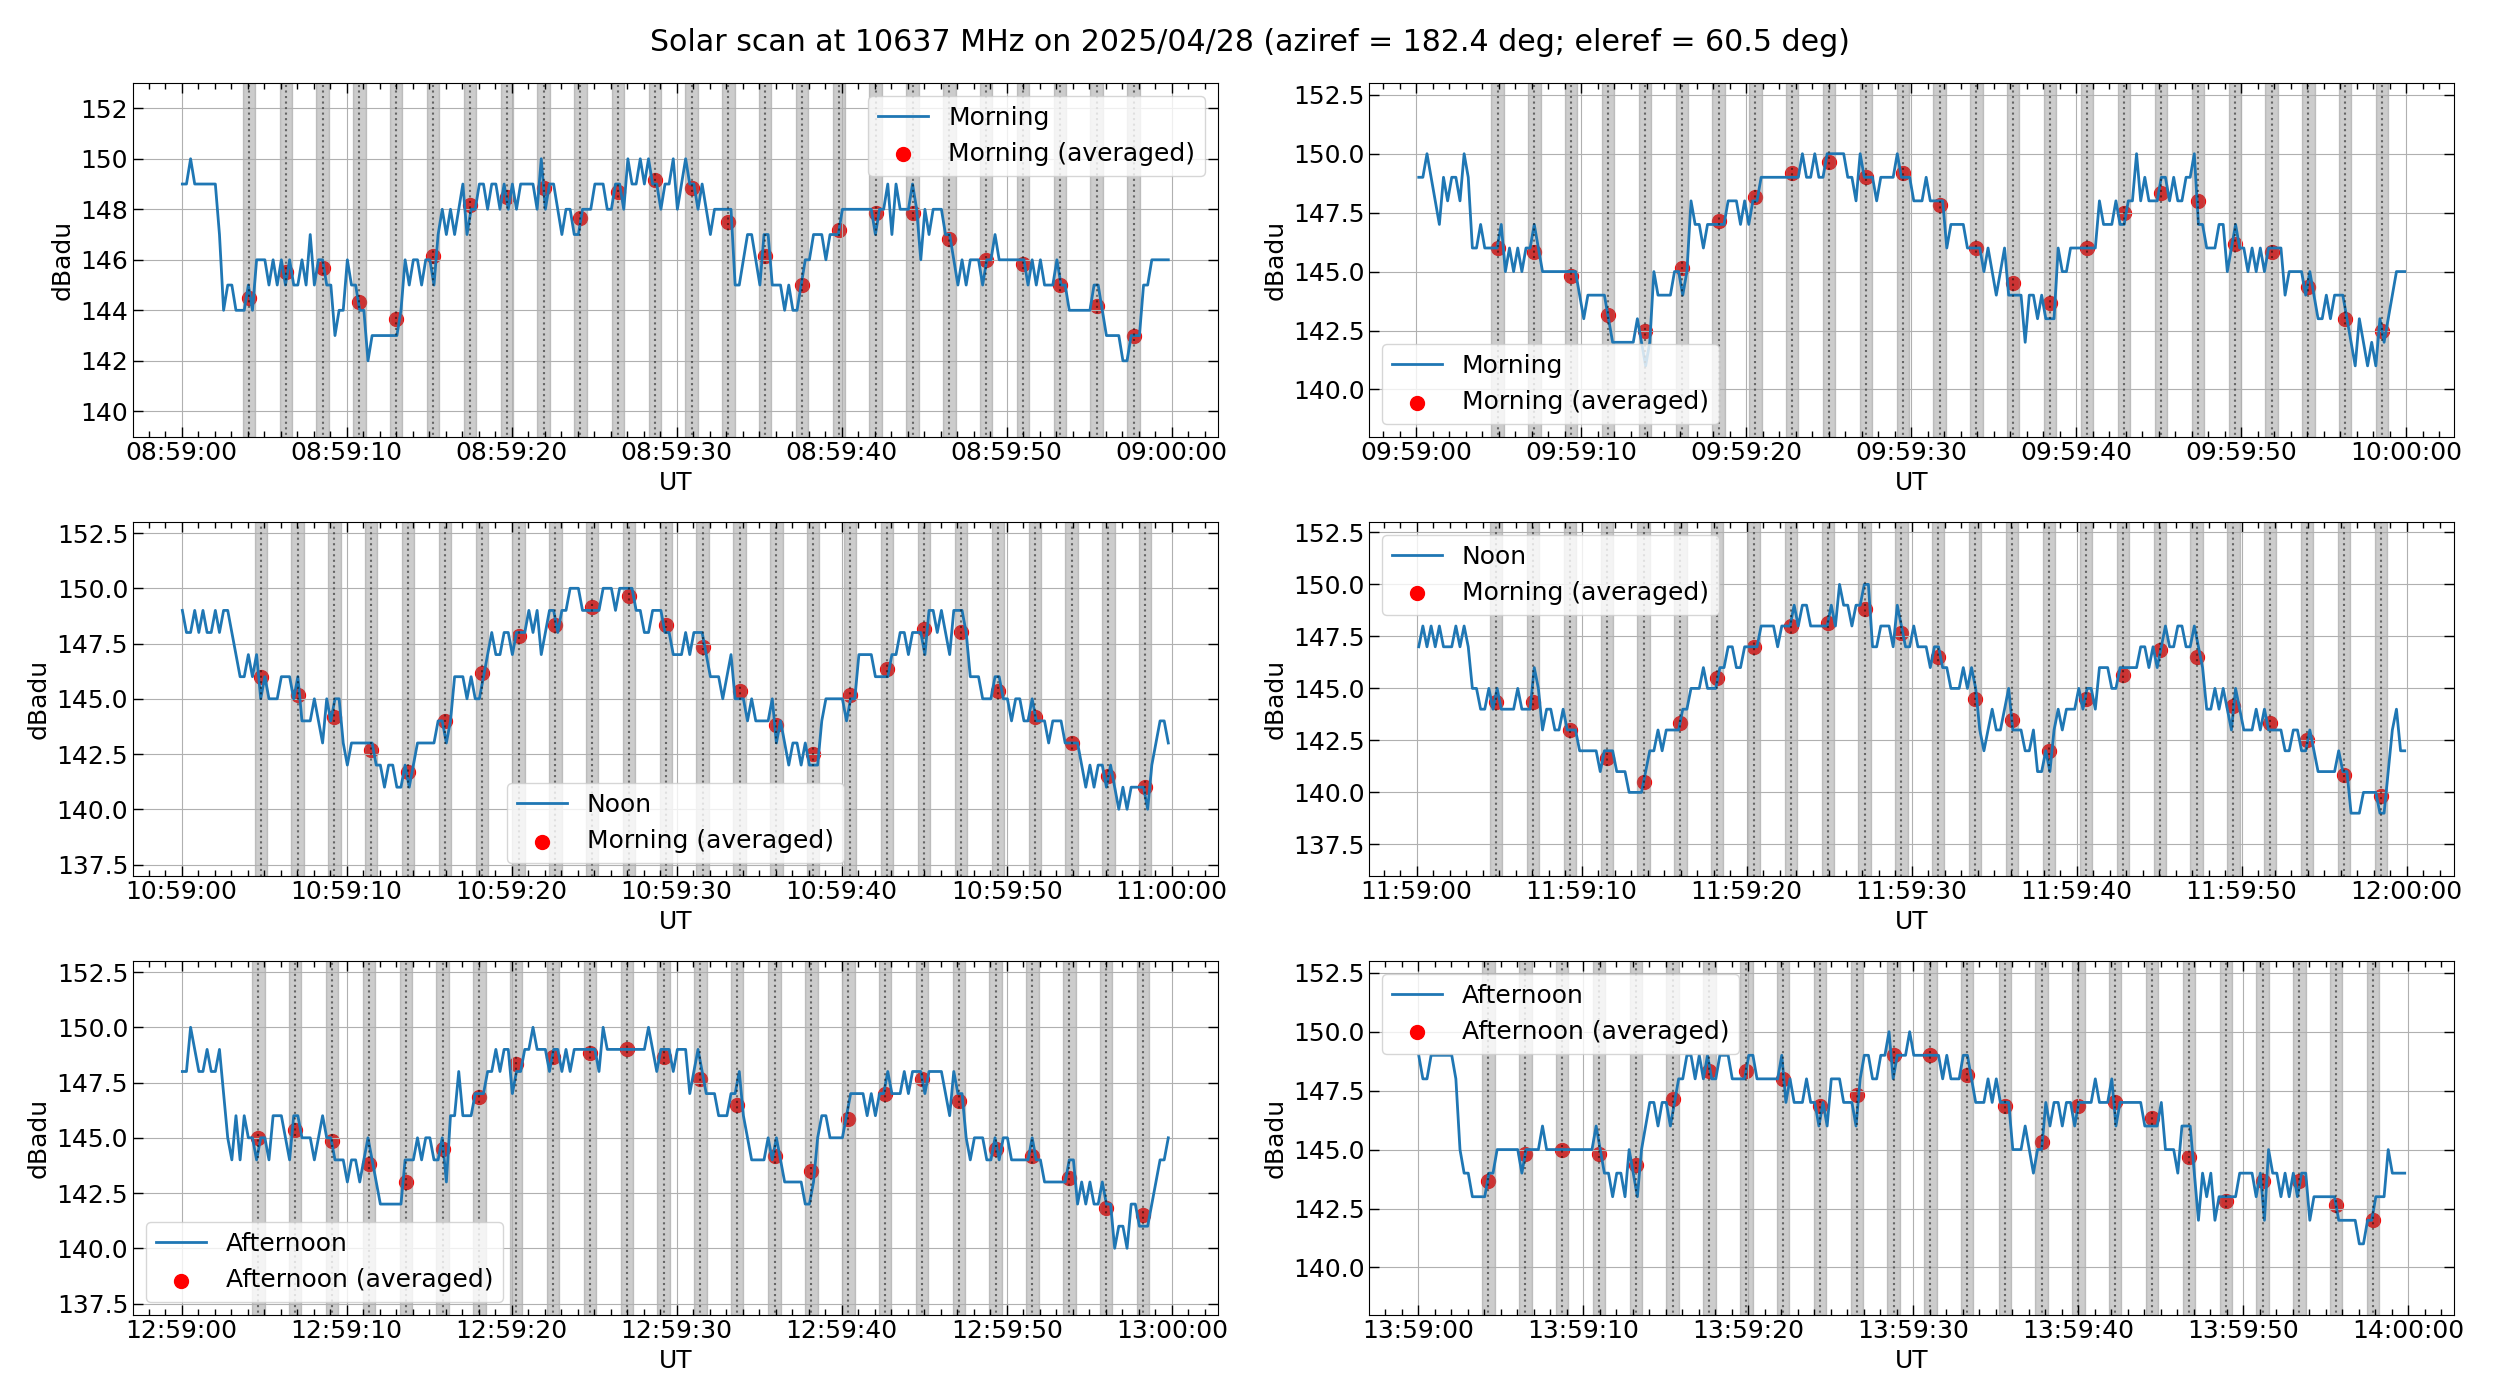 Solar scan at 10637 MHz on 2025/04/28 (aziref = 182.4 deg; eleref = 60.5 deg)
152
150
148
146
144
142
140
dBadu
Morning
Morning (averaged)
08:59:00 08:59:10 08:59:20 08:59:30 08:59:40 08:59:50 09:00:00
UT
152.5
150.0
147.5
145.0
142.5
140.0
dBadu
Morning
Morning (averaged)
09:59:00 09:59:10 09:59:20 09:59:30 09:59:40 09:59:50 10:00:00
UT
152.5
150.0
147.5
145.0
142.5
140.0
137.5
dBadu
Noon
Morning (averaged)
10:59:00 10:59:10 10:59:20 10:59:30 10:59:40 10:59:50 11:00:00
UT
152.5
150.0
147.5
145.0
142.5
140.0
137.5
dBadu
Noon
Morning (averaged)
11:59:00 11:59:10 11:59:20 11:59:30 11:59:40 11:59:50 12:00:00
UT
152.5
150.0
147.5
145.0
142.5
140.0
137.5
dBadu
Afternoon
Afternoon (averaged)
12:59:00 12:59:10 12:59:20 12:59:30 12:59:40 12:59:50 13:00:00
UT
152.5
150.0
147.5
145.0
142.5
140.0
dBadu
Afternoon
Afternoon (averaged)
13:59:00 13:59:10 13:59:20 13:59:30 13:59:40 13:59:50 14:00:00
UT